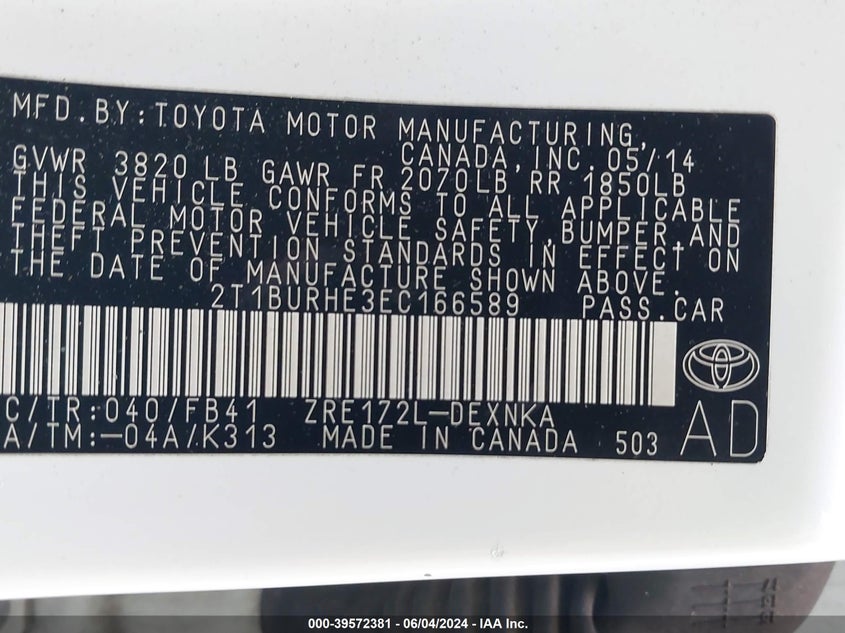 MFD.BY:TOYOTA MOTOR MANUFACTURING,
CANADA,INC.05/14
GVWR 3820 LB GAWR FR 2070LB RR 1850LB
THIS VEHICLE CONFORMS TO ALL APPLICABLE
FEDERAL MOTOR VEHICLE SAFETY,BUMPER,AND
THEFT PREVENTION STANDARDS IN EFFECT ON
THE DATE OF MANUFACTURE SHOWN ABOVE.
2T1BURHE3EC166589 PASS.CAR
C/TR:040/FB41 ZRE172L-DEXNKA
A/TM:-04A/K313 MADE IN CANADA 503 AD
000-39572381 - 06/04/2024 - IAA Inc.